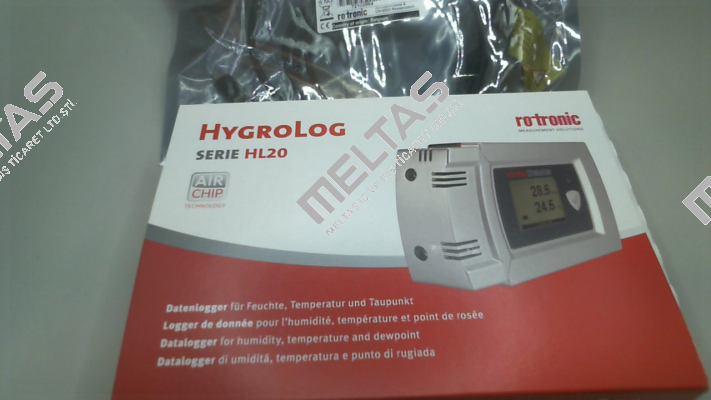 rotronic
HYGROLOG
SERIE HL20
AIR
CHIP
TECHNOLOGY
rotronic
MEASUREMENT SOLUTIONS
28.5
24.5
Datenlogger für Feuchte, Temperatur und Taupunkt
Logger de donnée pour l'humidité, température et point de rosée
Datalogger for humidity, temperature and dewpoint
Datalogger di umidità, temperatura e punto di rugiada
MELTAS
MELTAS
MELTAS